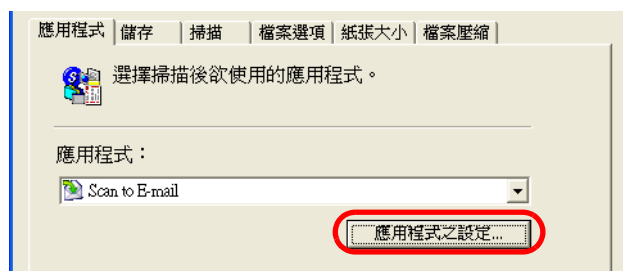 應用程式 儲存 掃描 檔案選項 紙張大小 檔案壓縮
選擇掃描後欲使用的應用程式。
應用程式：
Scan to E-mail
應用程式之設定...